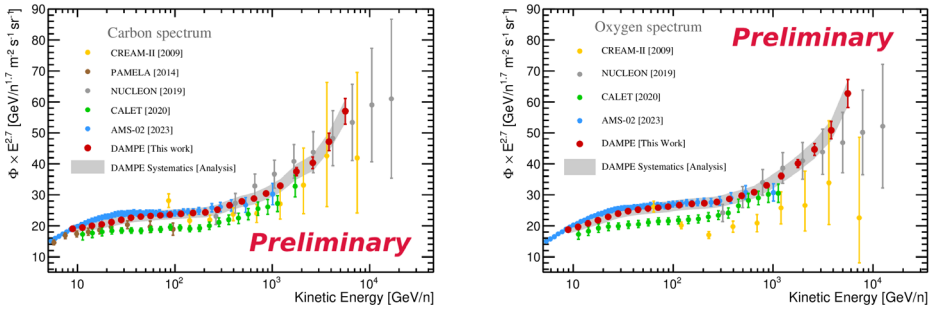 Φ × E^2.7 [GeV/n^1.7 m^-2 s^-1 sr^-1]
90
80
70
60
50
40
30
20
10
Carbon spectrum
CREAM-II [2009]
PAMELA [2014]
NUCLEON [2019]
CALET [2020]
AMS-02 [2023]
DAMPE [This work]
DAMPE Systematics [Analysis]
Preliminary
10 10^2 10^3 10^4
Kinetic Energy [GeV/n]
Φ × E^2.7 [GeV/n^1.7 m^-2 s^-1 sr^-1]
90
80
70
60
50
40
30
20
10
Oxygen spectrum
Preliminary
CREAM-II [2009]
NUCLEON [2019]
CALET [2020]
AMS-02 [2023]
DAMPE [This Work]
DAMPE Systematics [Analysis]
10 10^2 10^3 10^4
Kinetic Energy [GeV/n]